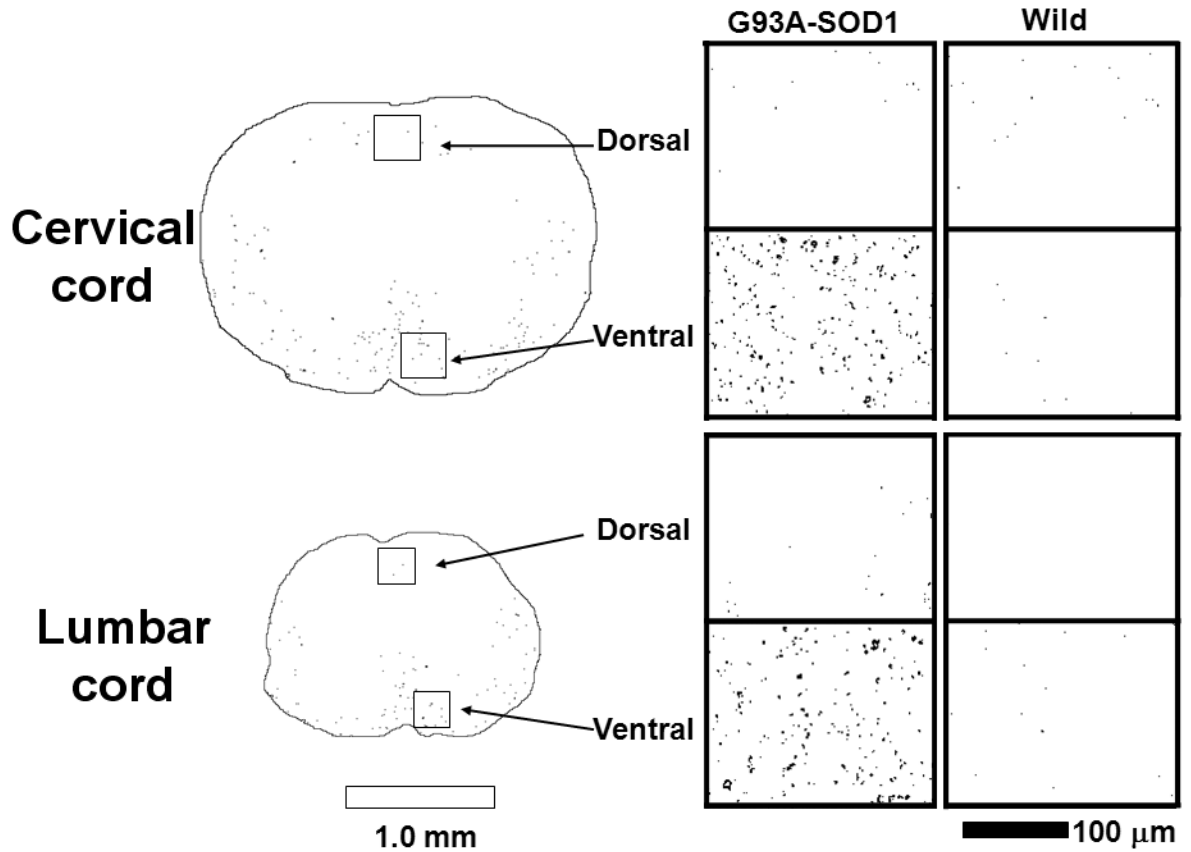 G93A-SOD1
Wild
Cervical
cord
Dorsal
Ventral
Lumbar
cord
Dorsal
Ventral
1.0 mm
100 μm